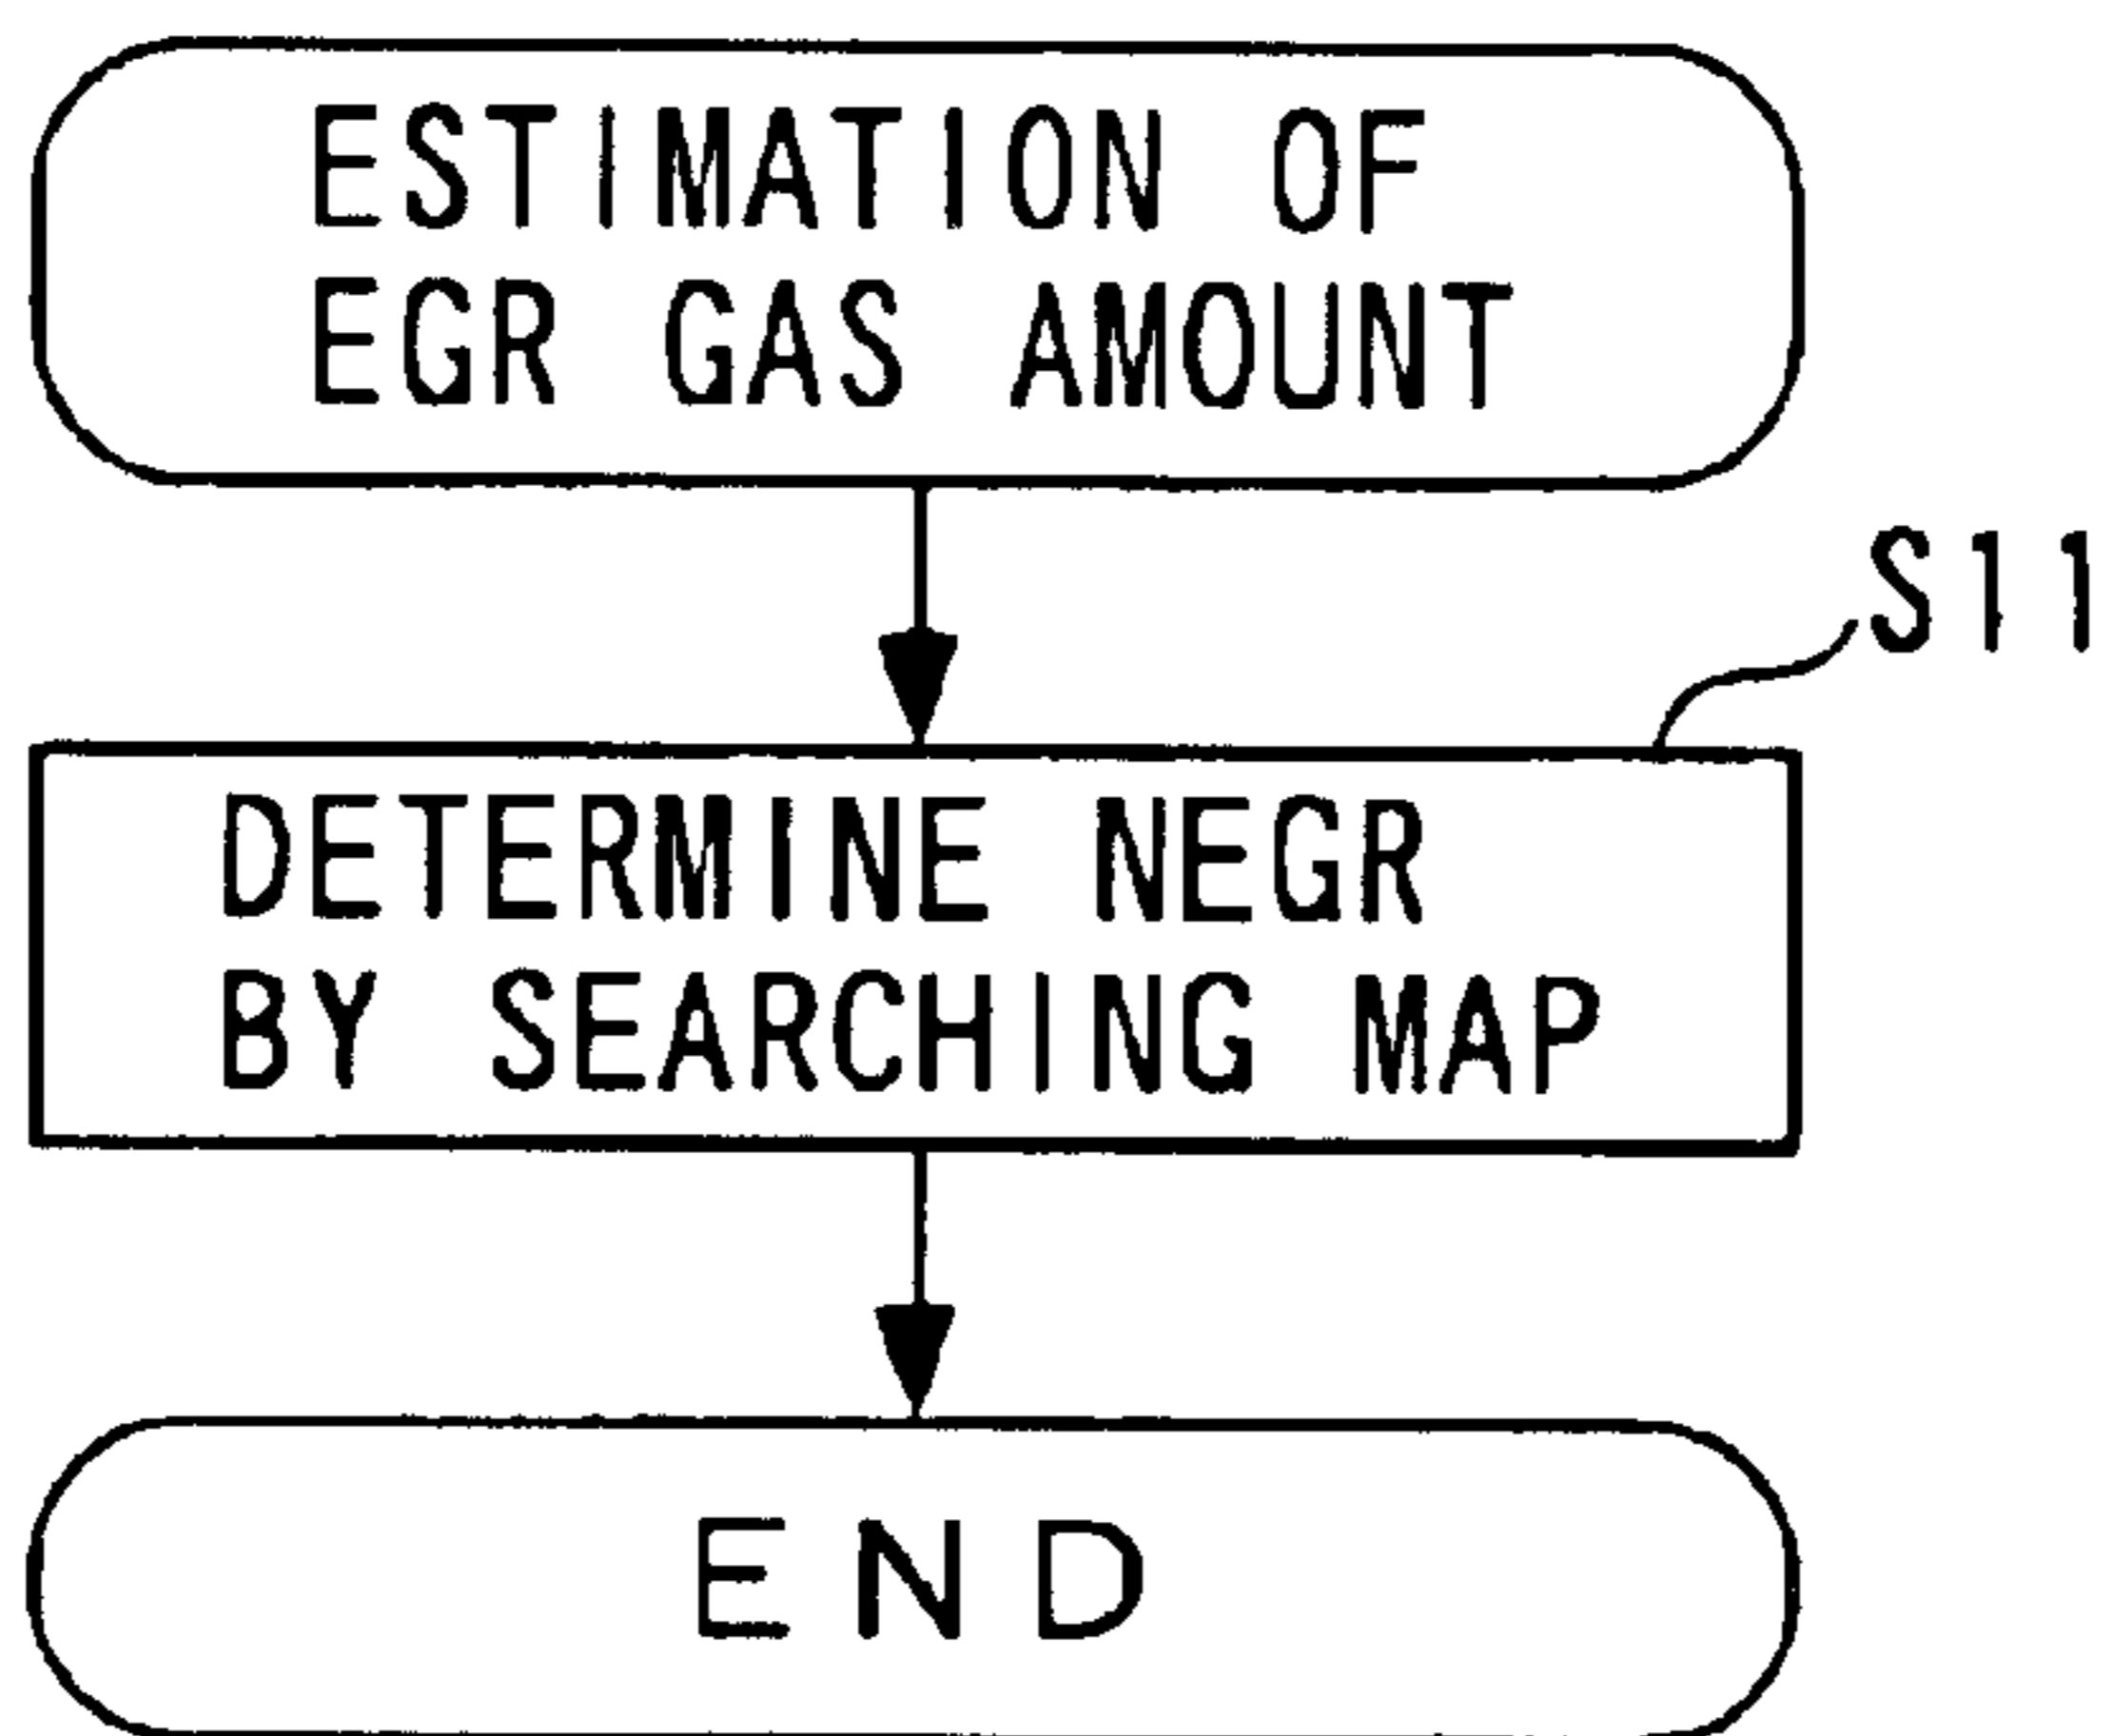 ESTIMATION OF
EGR GAS AMOUNT
S11
DETERMINE NEGR
BY SEARCHING MAP
END